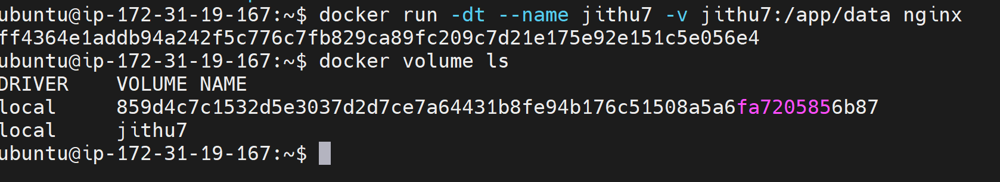 ubuntu@ip-172-31-19-167:~$ docker run -dt --name jithu7 -v jithu7:/app/data nginx
ff4364e1addb94a242f5c776c7fb829ca89fc209c7d21e175e92e151c5e056e4
ubuntu@ip-172-31-19-167:~$ docker volume ls
DRIVER    VOLUME NAME
local     859d4c7c1532d5e3037d2d7ce7a64431b8fe94b176c51508a5a6fa7205856b87
local     jithu7
ubuntu@ip-172-31-19-167:~$